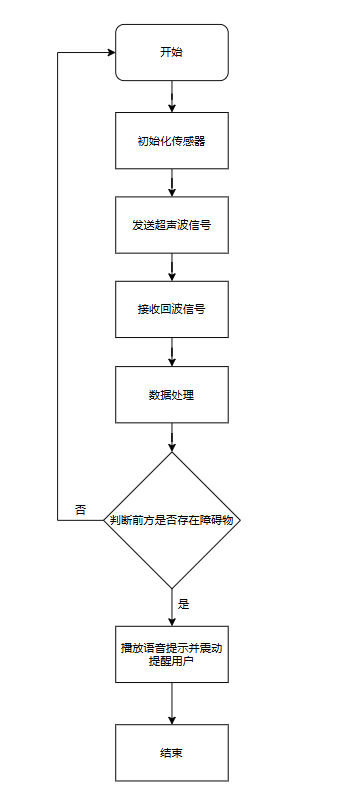 开始
初始化传感器
发送超声波信号
接收回波信号
数据处理
判断前方是否存在障碍物
否
是
播放语音提示并震动
提醒用户
结束